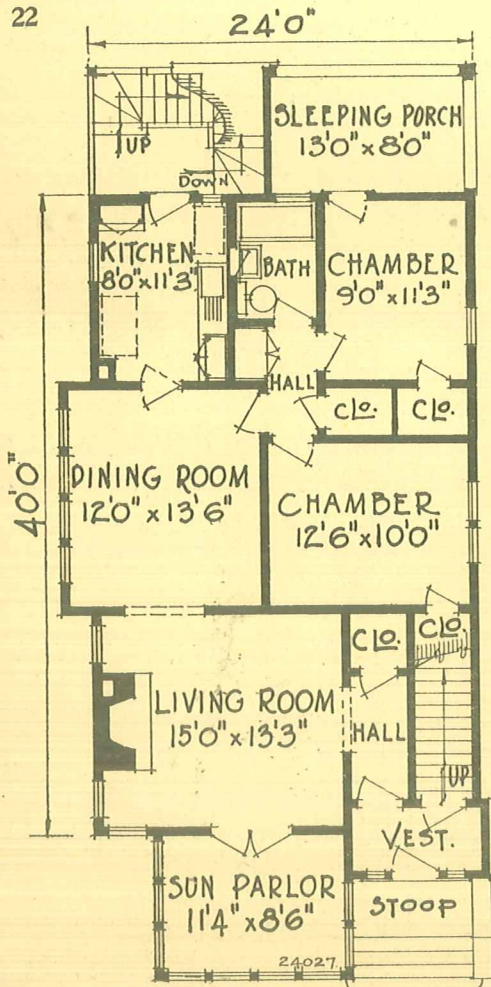 22
24'0"
SLEEPING PORCH
13'0" x 8'0"
UP
DOWN
KITCHEN
8'0" x 11'3"
BATH
CHAMBER
9'0" x 11'3"
HALL
CLO.
CLO.
40'0"
DINING ROOM
12'0" x 13'6"
CHAMBER
12'6" x 10'0"
CLO.
CLO.
LIVING ROOM
15'0" x 13'3"
HALL
UP
VEST.
SUN PARLOR
11'4" x 8'6"
STOOP
24027